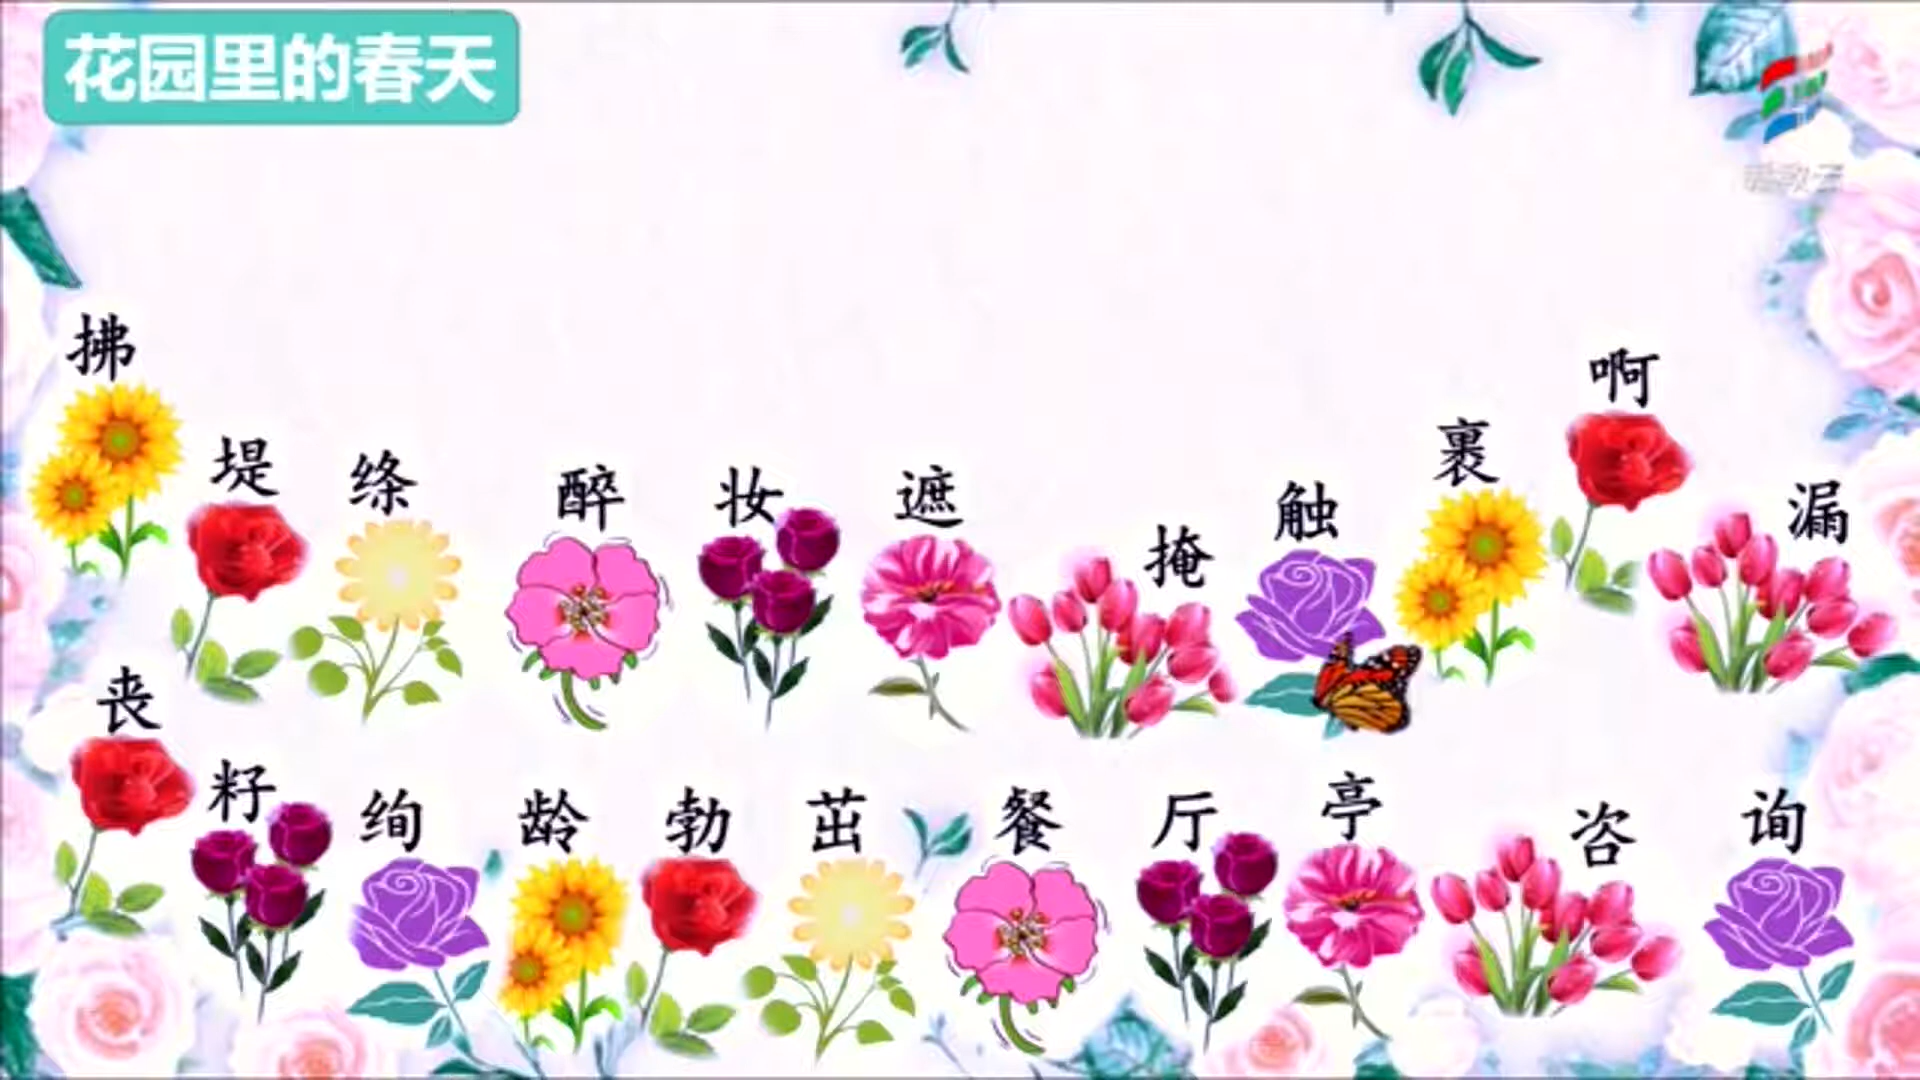 花园里的春天
拂 堤 绦 醉 妆 遮 掩 触 裹 啊 漏
丧 籽 绚 龄 勃 茁 餐 厅 亭 咨 询